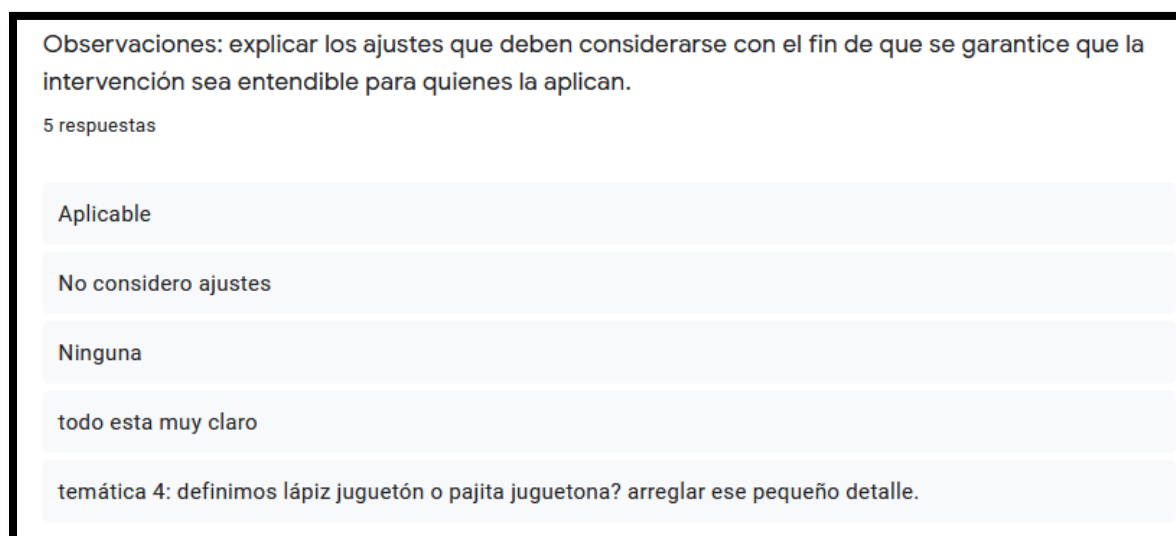 Observaciones: explicar los ajustes que deben considerarse con el fin de que se garantice que la
intervención sea entendible para quienes la aplican.
5 respuestas
Aplicable
No considero ajustes
Ninguna
todo esta muy claro
temática 4: definimos lápiz juguetón o pajita juguetona? arreglar ese pequeño detalle.